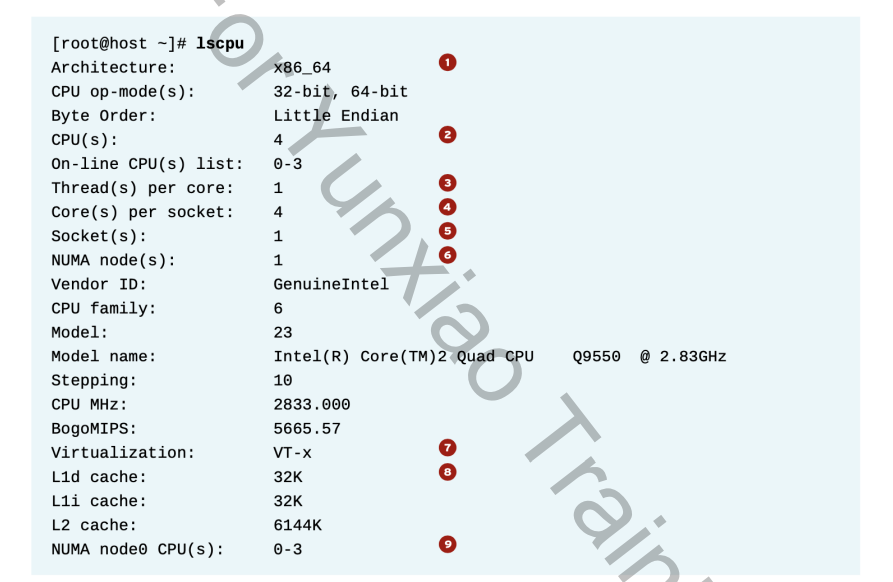 [root@host ~]# lscpu
Architecture: x86_64 1
CPU op-mode(s): 32-bit, 64-bit
Byte Order: Little Endian
CPU(s): 4 2
On-line CPU(s) list: 0-3
Thread(s) per core: 1 3
Core(s) per socket: 4 4
Socket(s): 1 5
NUMA node(s): 1 6
Vendor ID: GenuineIntel
CPU family: 6
Model: 23
Model name: Intel(R) Core(TM)2 Quad CPU Q9550 @ 2.83GHz
Stepping: 10
CPU MHz: 2833.000
BogoMIPS: 5665.57
Virtualization: VT-x 7
L1d cache: 32K 8
L1i cache: 32K
L2 cache: 6144K
NUMA node0 CPU(s): 0-3 9
or Yunxiao Train